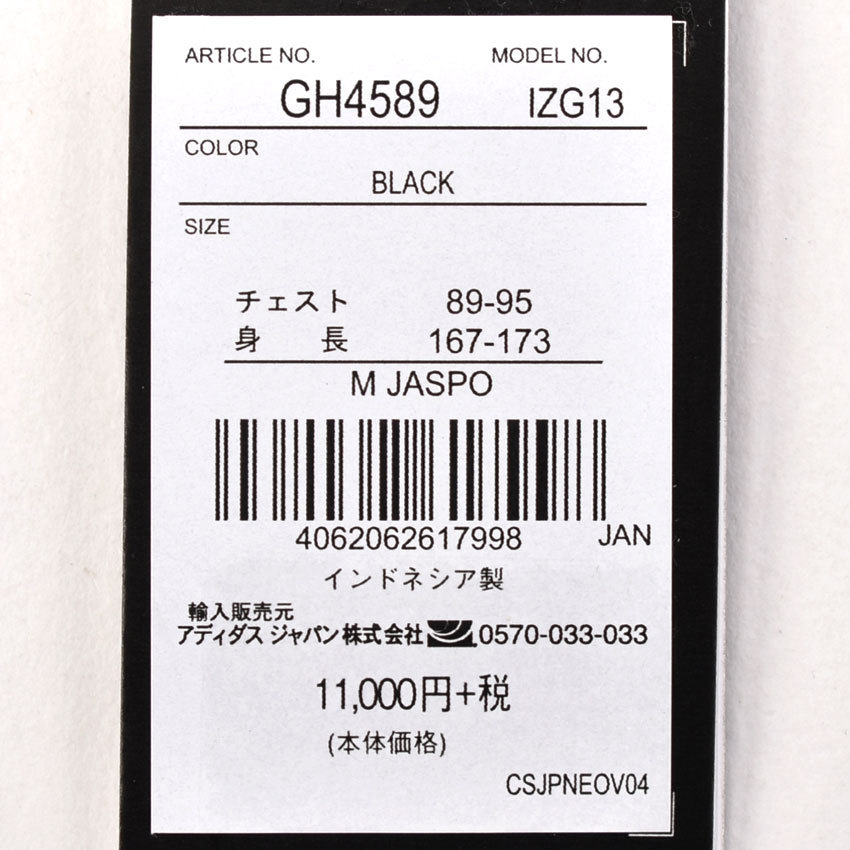 ARTICLE NO. MODEL NO.
GH4589 IZG13
COLOR
BLACK
SIZE
チェスト 89-95
身 長 167-173
M JASPO
4062062617998 JAN
インドネシア製
輸入販売元
アディダス ジャパン株式会社 0570-033-033
11,000円+税
(本体価格)
CSJPNEOV04